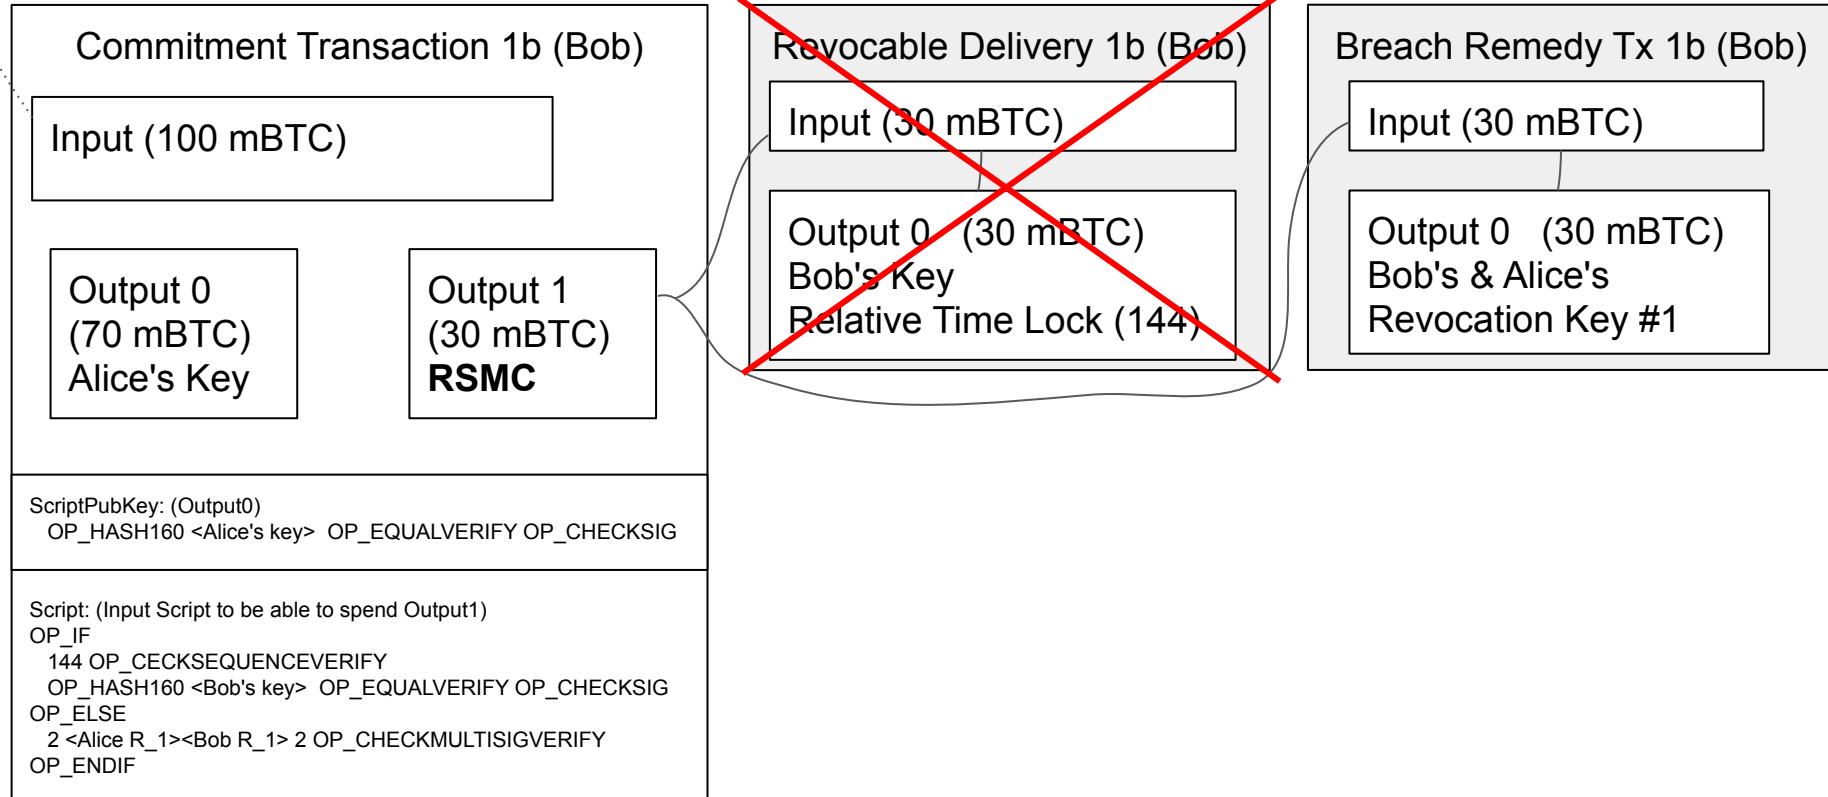 Commitment Transaction 1b (Bob)
Input (100 mBTC)
Output 0
(70 mBTC)
Alice's Key
Output 1
(30 mBTC)
RSMC
ScriptPubKey: (Output0)
OP_HASH160 <Alice's key>  OP_EQUALVERIFY OP_CHECKSIG
Script: (Input Script to be able to spend Output1)
OP_IF
144 OP_CECKSEQUENCEVERIFY
OP_HASH160 <Bob's key>  OP_EQUALVERIFY OP_CHECKSIG
OP_ELSE
2 <Alice R_1><Bob R_1> 2 OP_CHECKMULTISIGVERIFY
OP_ENDIF
Revocable Delivery 1b (Bob)
Input (30 mBTC)
Output 0   (30 mBTC)
Bob's Key
Relative Time Lock (144)
Breach Remedy Tx 1b (Bob)
Input (30 mBTC)
Output 0   (30 mBTC)
Bob's & Alice's
Revocation Key #1